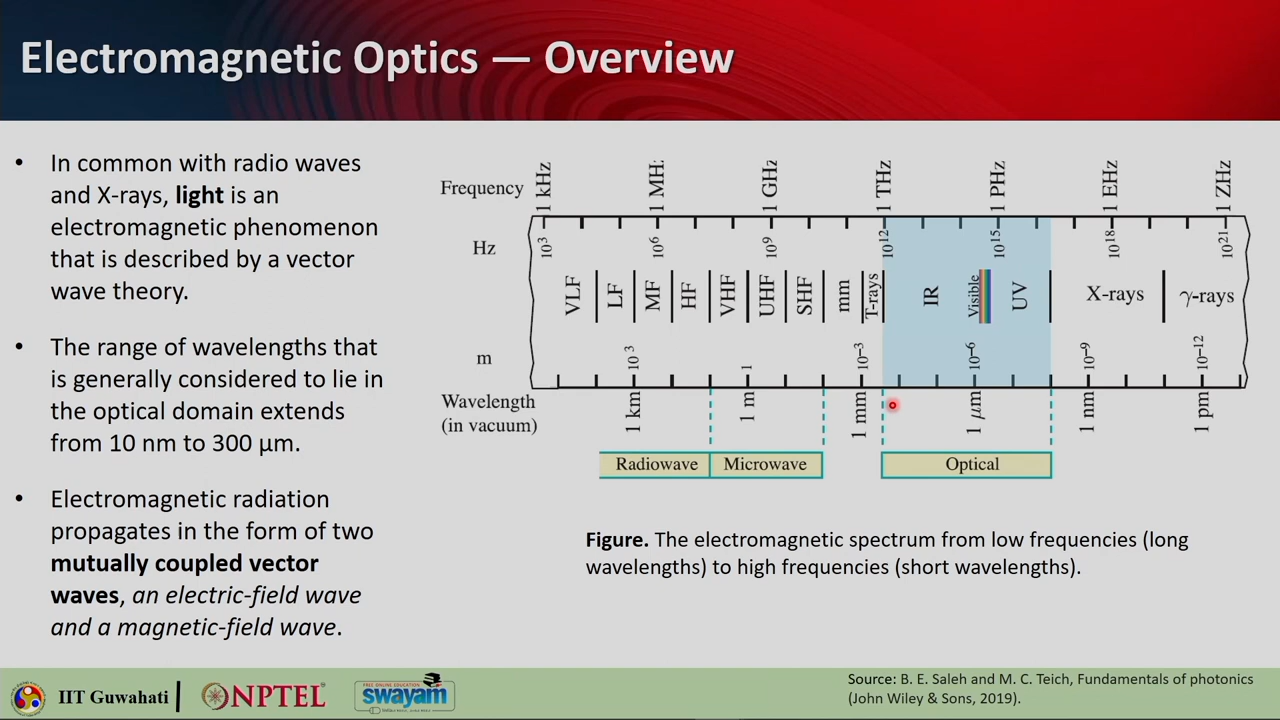 Electromagnetic Optics — Overview
• In common with radio waves
and X-rays, light is an
electromagnetic phenomenon
that is described by a vector
wave theory.
• The range of wavelengths that
is generally considered to lie in
the optical domain extends
from 10 nm to 300 µm.
• Electromagnetic radiation
propagates in the form of two
mutually coupled vector
waves, an electric-field wave
and a magnetic-field wave.
Frequency 1 kHz 1 MHz 1 GHz 1 THz 1 PHz 1 EHz 1 ZHz
Hz 10³ 10⁶ 10⁹ 10¹² 10¹⁵ 10¹⁸ 10²¹
VLF LF MF HF VHF UHF SHF mm T-rays IR Visible UV X-rays γ-rays
m 10³ 1 10⁻³ 10⁻⁶ 10⁻⁹ 10⁻¹²
Wavelength
(in vacuum) 1 km 1 m 1 mm 1 µm 1 nm 1 pm
Radiowave Microwave Optical
Figure. The electromagnetic spectrum from low frequencies (long
wavelengths) to high frequencies (short wavelengths).
IIT Guwahati NPTEL FREE ONLINE EDUCATION swayam
Source: B. E. Saleh and M. C. Teich, Fundamentals of photonics
(John Wiley & Sons, 2019).